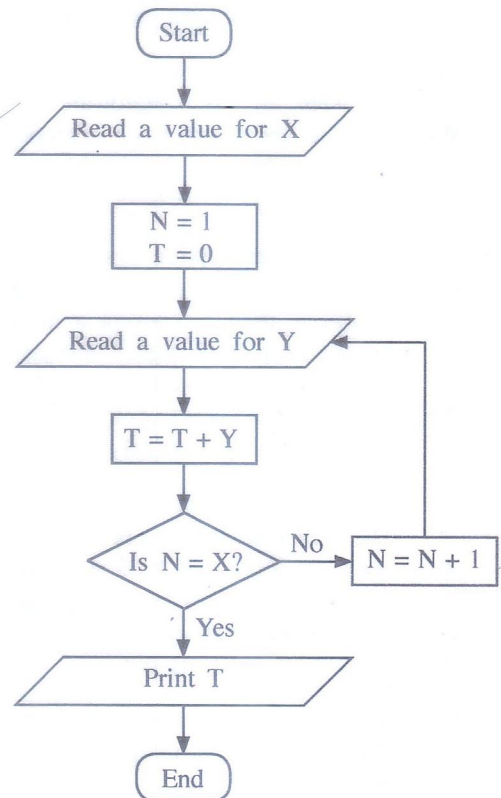 Start
Read a value for X
N = 1
T = 0
Read a value for Y
T = T + Y
Is N = X?
No
N = N + 1
Yes
Print T
End